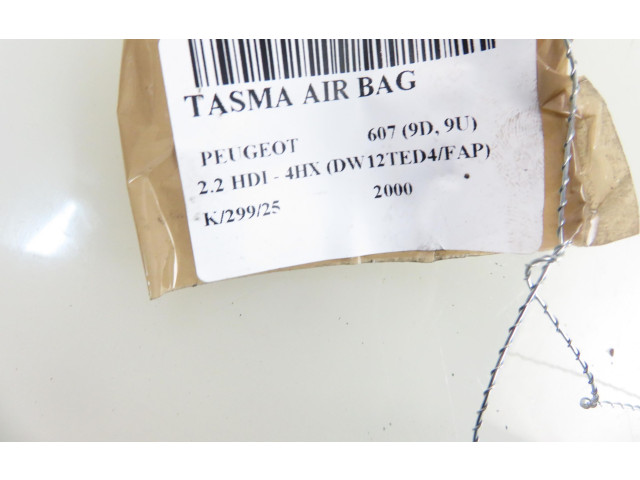 TASMA AIR BAG
PEUGEOT 607 (9D, 9U)
2.2 HDI - 4HX (DW12TED4/FAP)
K/299/25 2000